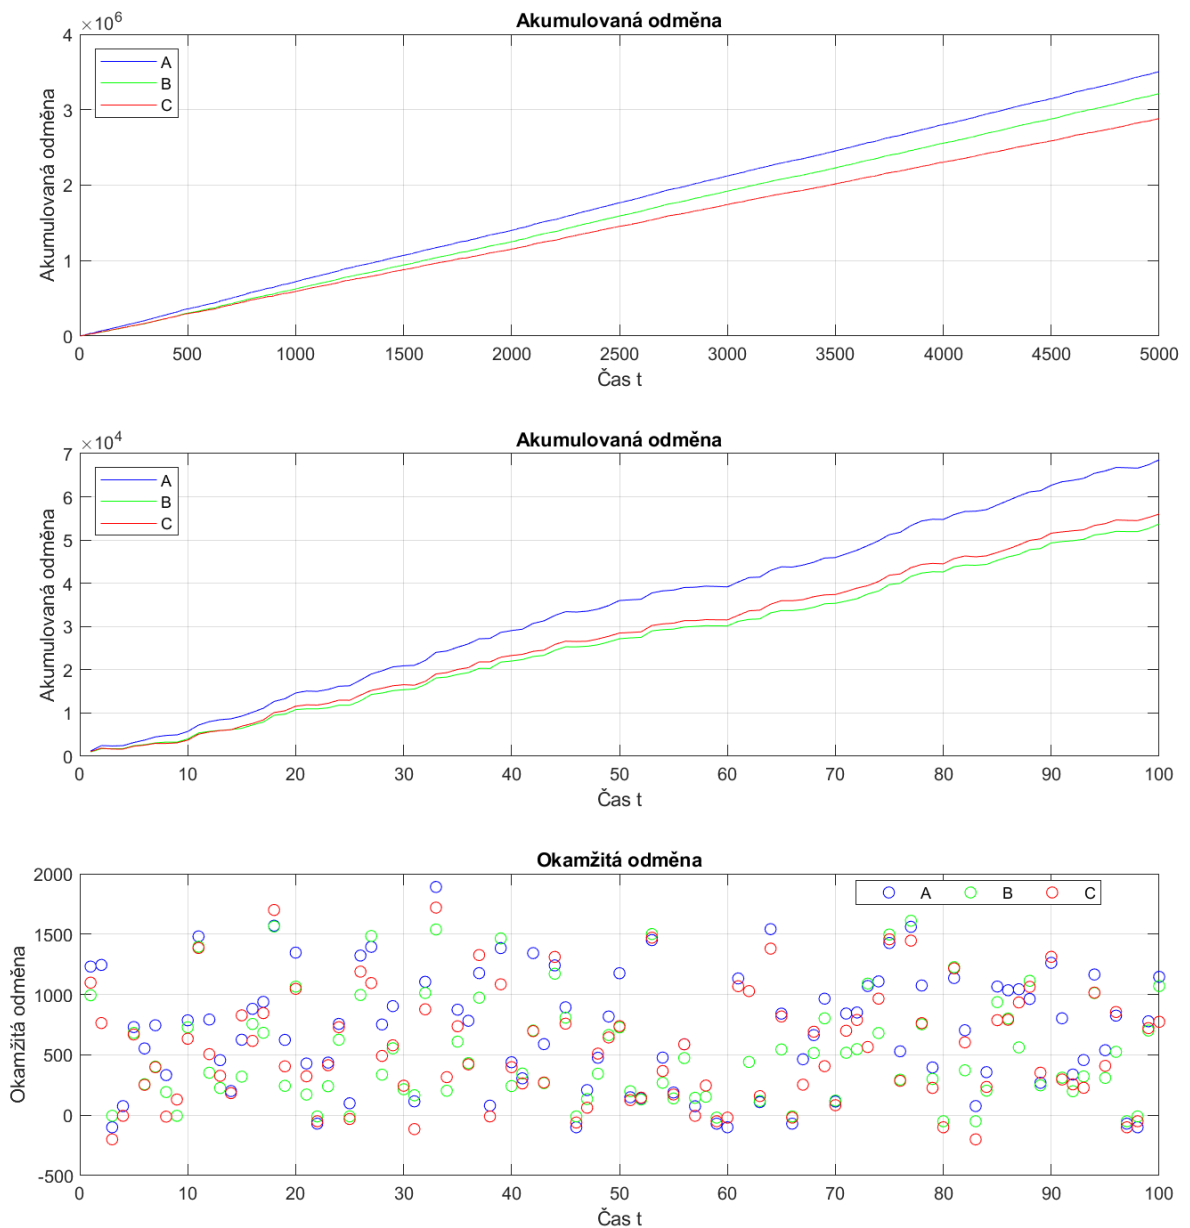 Akumulovaná odměna
×10^6
4
3
2
1
0
Akumulovaná odměna
A
B
C
0 500 1000 1500 2000 2500 3000 3500 4000 4500 5000
Čas t
Akumulovaná odměna
×10^4
7
6
5
4
3
2
1
0
Akumulovaná odměna
A
B
C
0 10 20 30 40 50 60 70 80 90 100
Čas t
Okamžitá odměna
2000
1500
1000
500
0
-500
Okamžitá odměna
A B C
0 10 20 30 40 50 60 70 80 90 100
Čas t